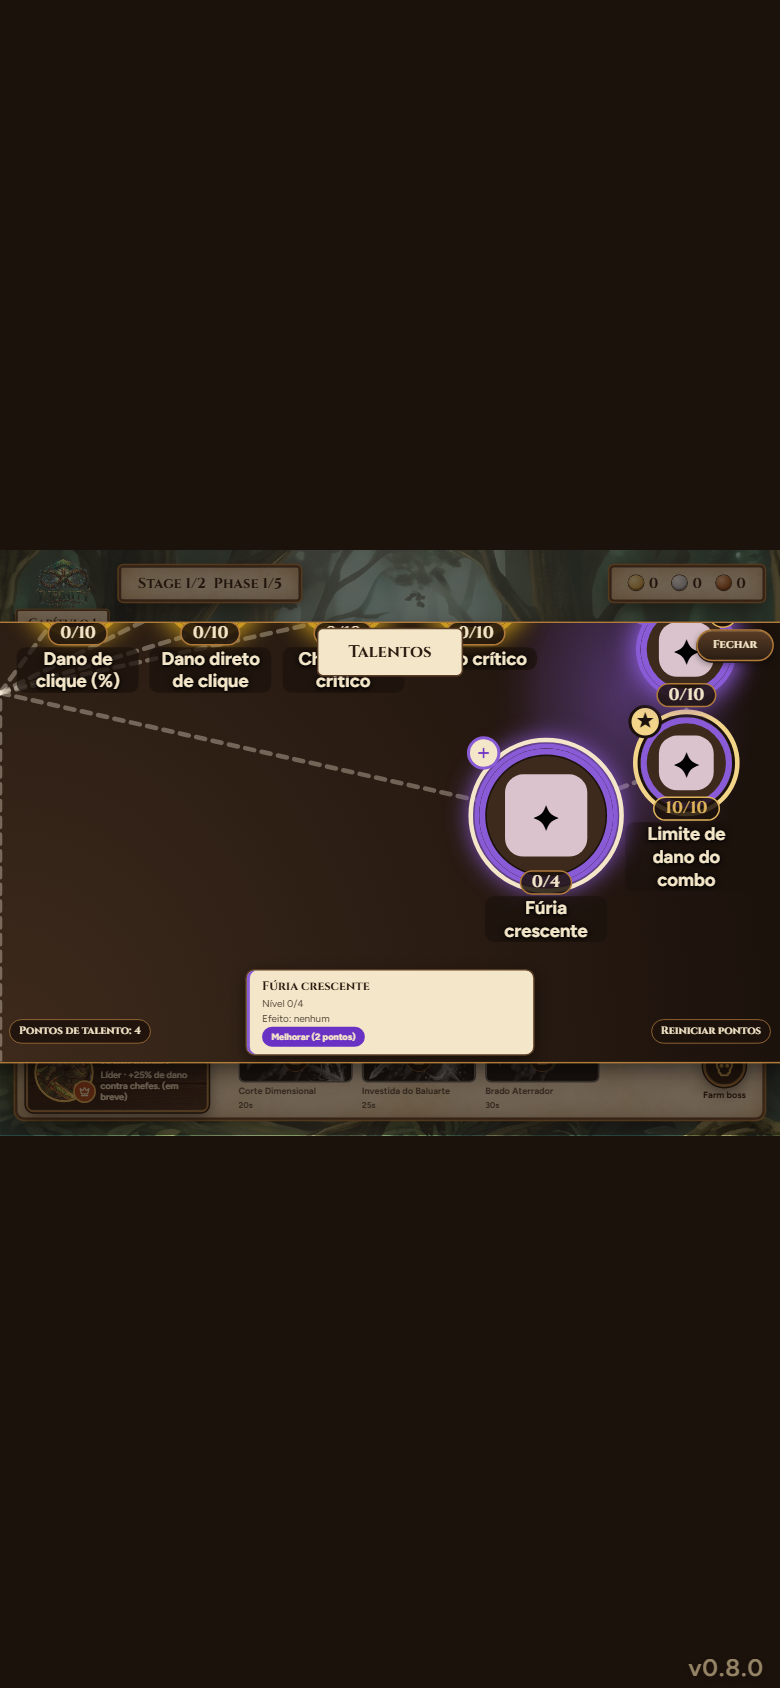 Stage 1/2 Phase 1/5
0 0 0
Capítulo 1
0/10
0/10
0/10
Talentos
Fechar
Dano de
clique (%)
Dano direto
de clique
crítico
o crítico
0/10
10/10
Limite de
dano do
combo
0/4
Fúria
crescente
Fúria crescente
Nível 0/4
Efeito: nenhum
Melhorar (2 pontos)
Pontos de talento: 4
Reiniciar pontos
Líder · +25% de dano
contra chefes. (em
breve)
Corte Dimensional
20s
Investida do Baluarte
25s
Brado Aterrador
30s
Farm boss
v0.8.0